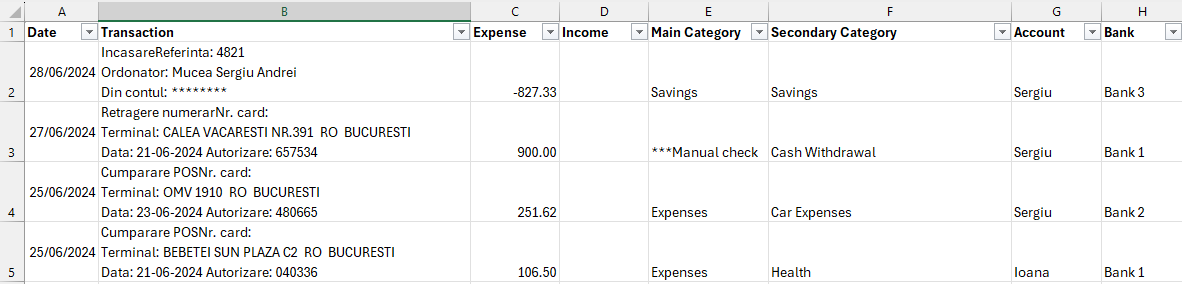 A B C D E F G H
1 Date Transaction Expense Income Main Category Secondary Category Account Bank
IncasareReferinta: 4821
28/06/2024 Ordonator: Mucea Sergiu Andrei
2 Din contul: ******** -827.33 Savings Savings Sergiu Bank 3
Retragere numerarNr. card:
27/06/2024 Terminal: CALEA VACARESTI NR.391 RO BUCURESTI
3 Data: 21-06-2024 Autorizare: 657534 900.00 ***Manual check Cash Withdrawal Sergiu Bank 1
Cumparare POSNr. card:
25/06/2024 Terminal: OMV 1910 RO BUCURESTI
4 Data: 23-06-2024 Autorizare: 480665 251.62 Expenses Car Expenses Sergiu Bank 2
Cumparare POSNr. card:
25/06/2024 Terminal: BEBETEI SUN PLAZA C2 RO BUCURESTI
5 Data: 21-06-2024 Autorizare: 040336 106.50 Expenses Health Ioana Bank 1